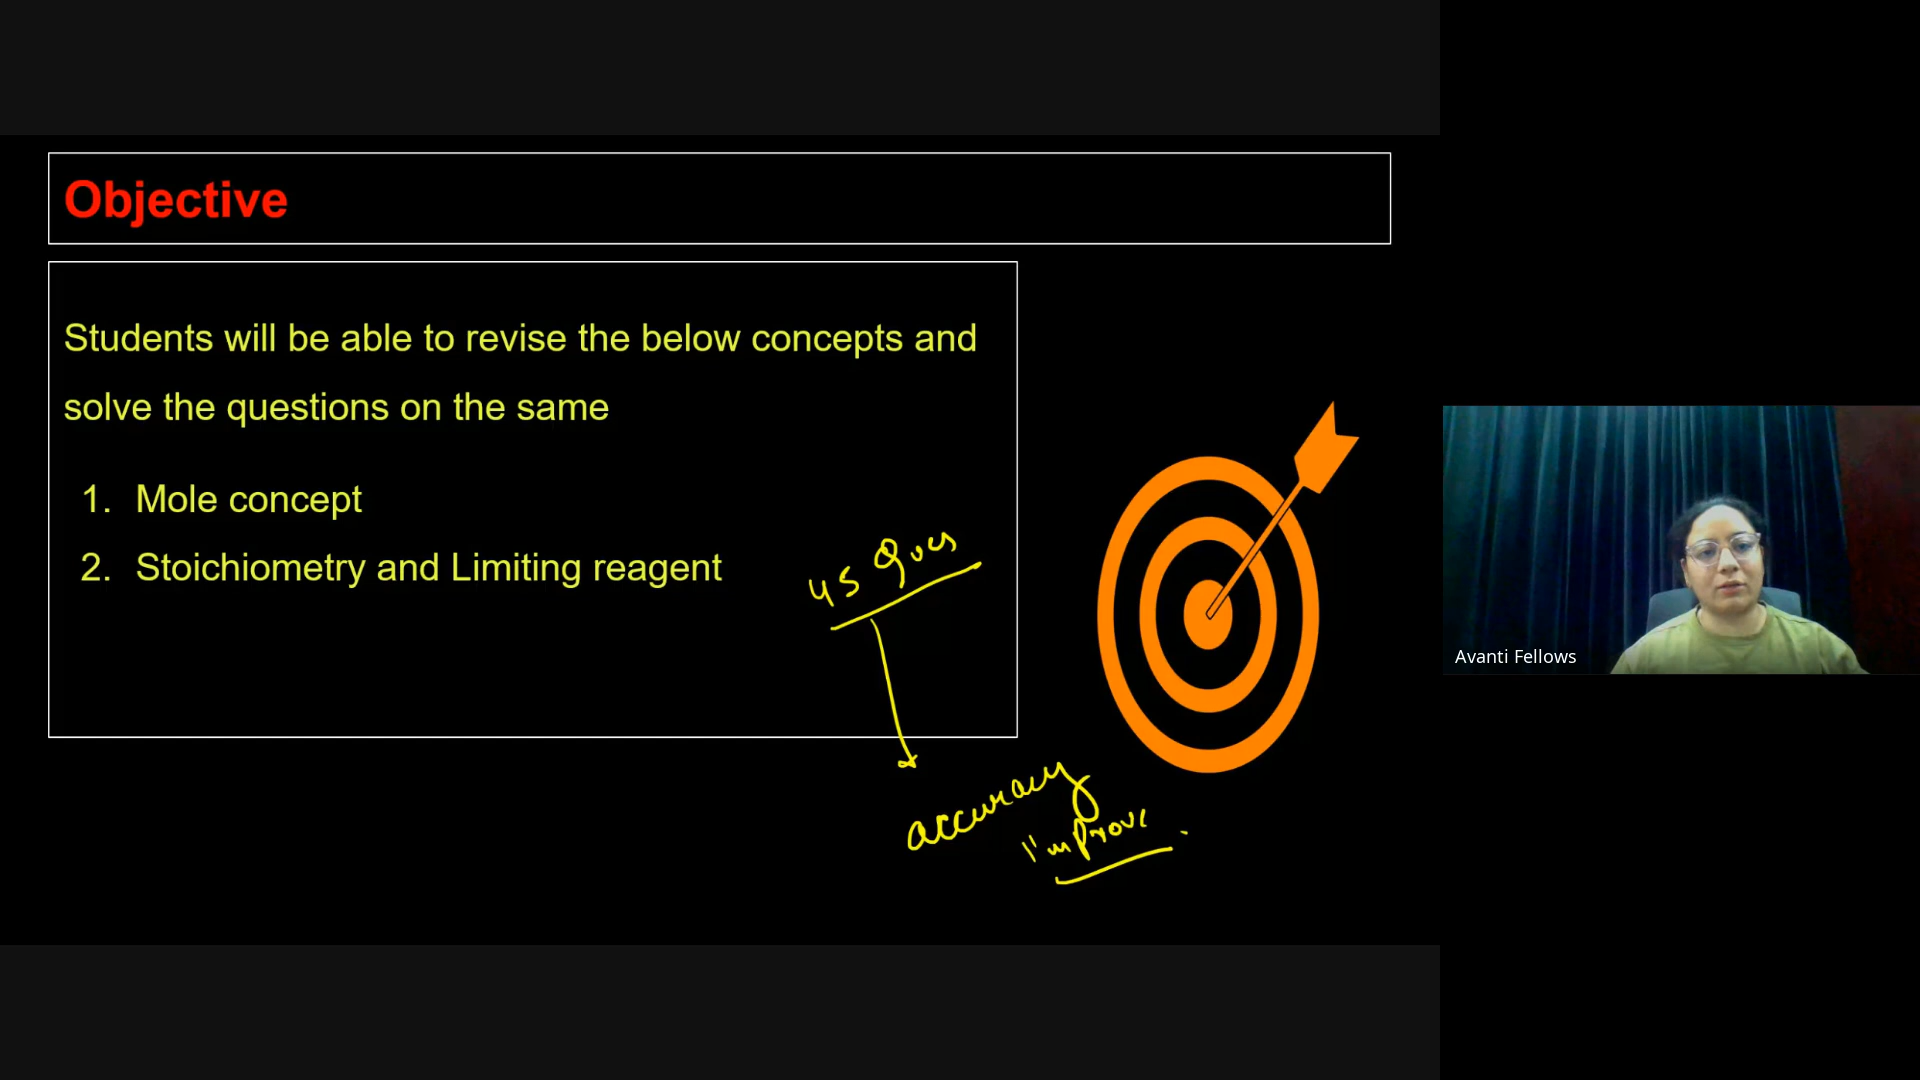 Objective
Students will be able to revise the below concepts and
solve the questions on the same
1. Mole concept
2. Stoichiometry and Limiting reagent
45 Ques
accuracy
improve
Avanti Fellows